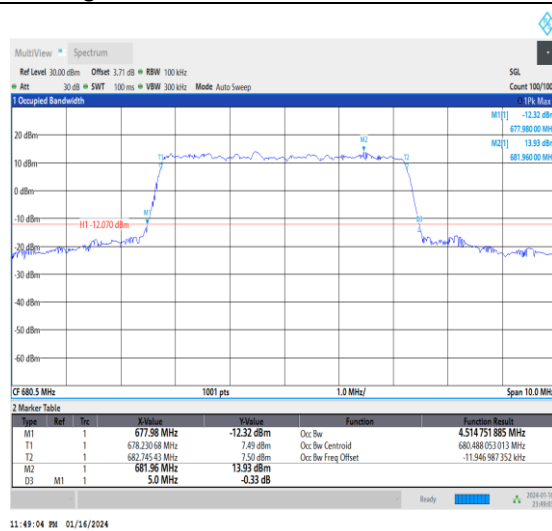 MultiView Spectrum
Ref Level 30.00 dBm Offset 3.71 dB RBW 100 kHz SGL
Att 30 dB SWT 100 ms VBW 300 kHz Mode Auto Sweep Count 100/100
1 Occupied Bandwidth 1Pk Max
M1[1] -12.32 dBm
677.980 00 MH
M2[1] 13.93 dBm
681.960 00 MH
20 dBm
M2
T1 T2
10 dBm
0 dBm
-10 dBm
M1
H1 -12.070 dBm
D3
-20 dBm
-30 dBm
-40 dBm
-50 dBm
-60 dBm
CF 680.5 MHz 1001 pts 1.0 MHz/ Span 10.0 MHz
2 Marker Table
Type Ref Trc X-Value Y-Value Function Function Result
M1 1 677.98 MHz -12.32 dBm Occ Bw 4.514 751 885 MHz
T1 1 678.230 68 MHz 7.49 dBm Occ Bw Centroid 680.488 053 013 MHz
T2 1 682.745 43 MHz 7.50 dBm Occ Bw Freq Offset -11.946 987 352 kHz
M2 1 681.96 MHz 13.93 dBm
D3 M1 1 5.0 MHz -0.33 dB
Ready
11:49:04 PM 01/16/2024